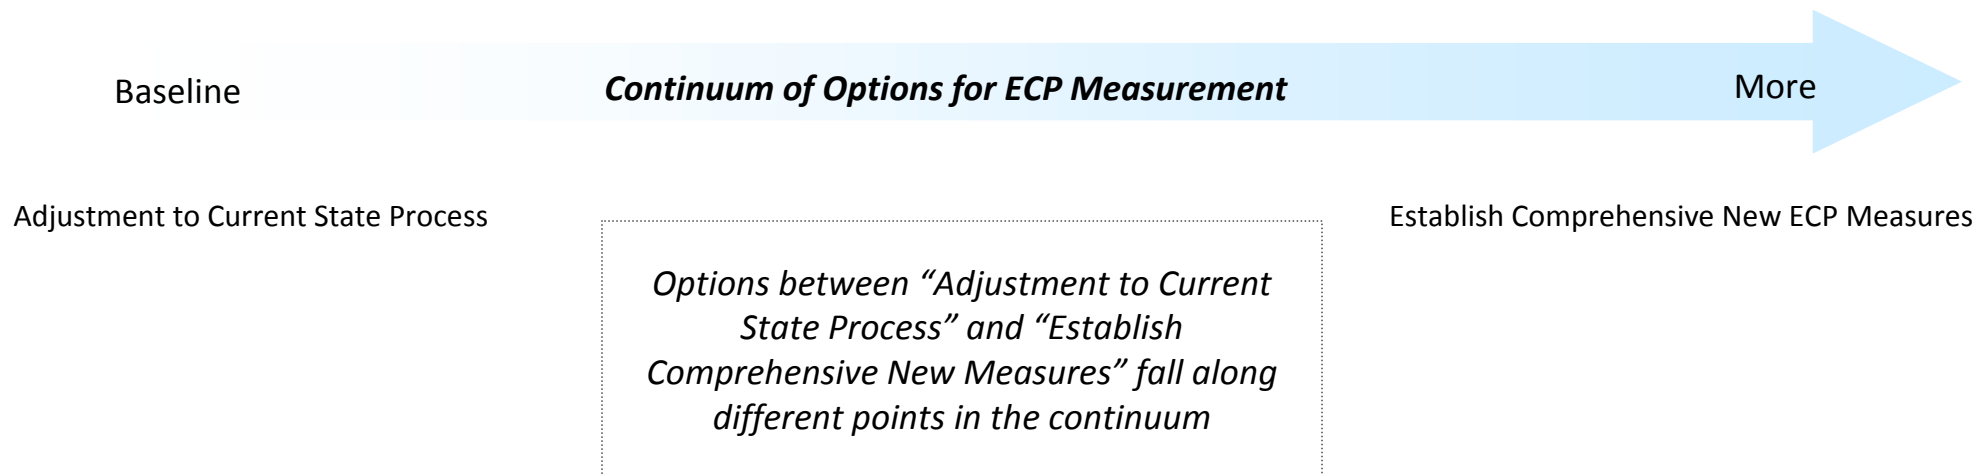 Baseline
Continuum of Options for ECP Measurement
More
Adjustment to Current State Process
Establish Comprehensive New ECP Measures
Options between “Adjustment to Current
State Process” and “Establish
Comprehensive New Measures” fall along
different points in the continuum